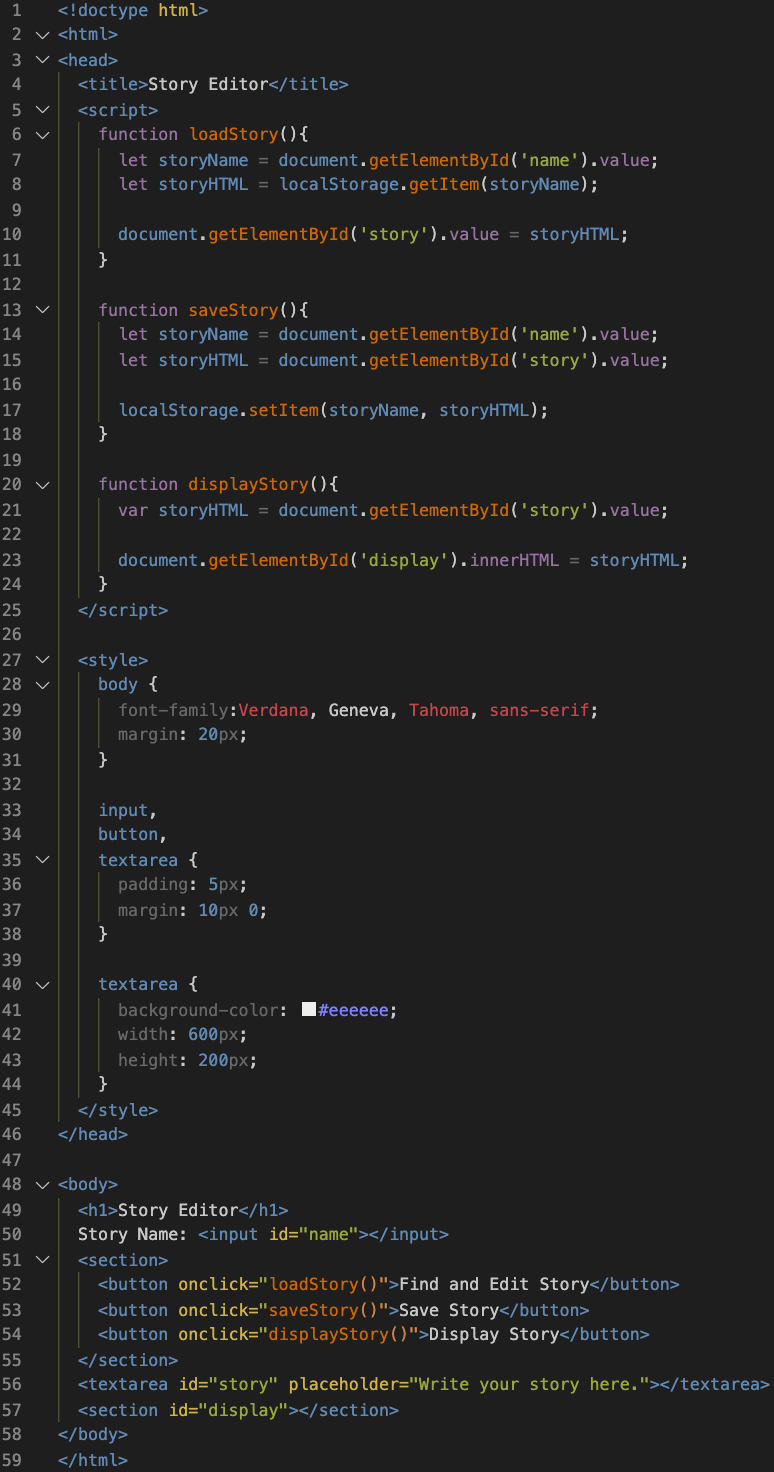 1 <!doctype html>
2 <html>
3 <head>
4 <title>Story Editor</title>
5 <script>
6 function loadStory(){
7 let storyName = document.getElementById('name').value;
8 let storyHTML = localStorage.getItem(storyName);
9
10 document.getElementById('story').value = storyHTML;
11 }
12
13 function saveStory(){
14 let storyName = document.getElementById('name').value;
15 let storyHTML = document.getElementById('story').value;
16
17 localStorage.setItem(storyName, storyHTML);
18 }
19
20 function displayStory(){
21 var storyHTML = document.getElementById('story').value;
22
23 document.getElementById('display').innerHTML = storyHTML;
24 }
25 </script>
26
27 <style>
28 body {
29 font-family:Verdana, Geneva, Tahoma, sans-serif;
30 margin: 20px;
31 }
32
33 input,
34 button,
35 textarea {
36 padding: 5px;
37 margin: 10px 0;
38 }
39
40 textarea {
41 background-color: #eeeeee;
42 width: 600px;
43 height: 200px;
44 }
45 </style>
46 </head>
47
48 <body>
49 <h1>Story Editor</h1>
50 Story Name: <input id="name"></input>
51 <section>
52 <button onclick="loadStory()">Find and Edit Story</button>
53 <button onclick="saveStory()">Save Story</button>
54 <button onclick="displayStory()">Display Story</button>
55 </section>
56 <textarea id="story" placeholder="Write your story here."></textarea>
57 <section id="display"></section>
58 </body>
59 </html>